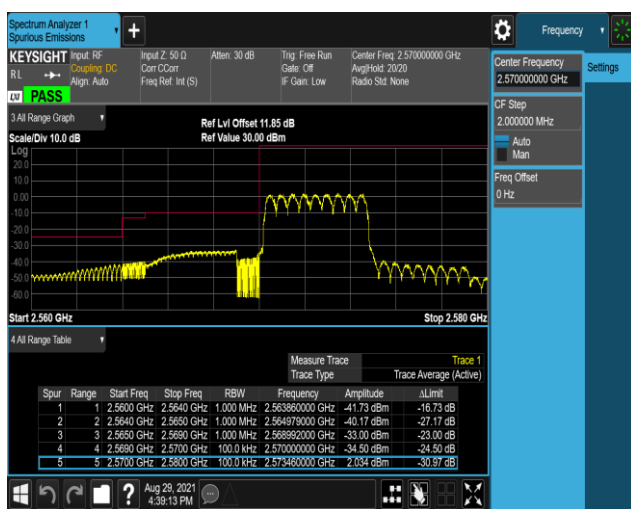 Spectrum Analyzer 1
Spurious Emissions
+
Frequency
KEYSIGHT Input: RF Input Z: 50 Ω Atten: 30 dB Trig: Free Run Center Freq: 2.570000000 GHz
RL Coupling: DC Corr CCorr Gate: Off Avg|Hold: 20/20
Align: Auto Freq Ref: Int (S) IF Gain: Low Radio Std: None
LXI PASS
Center Frequency
2.570000000 GHz
Settings
CF Step
2.000000 MHz
Auto
Man
Freq Offset
0 Hz
3 All Range Graph
Ref Lvl Offset 11.85 dB
Scale/Div 10.0 dB Ref Value 30.00 dBm
Log
20.0
10.0
0.00
-10.0
-20.0
-30.0
-40.0
-50.0
-60.0
Start 2.560 GHz Stop 2.580 GHz
4 All Range Table
Measure Trace Trace 1
Trace Type Trace Average (Active)
Spur Range Start Freq Stop Freq RBW Frequency Amplitude ΔLimit
1 1 2.5600 GHz 2.5640 GHz 1.000 MHz 2.563860000 GHz -41.73 dBm -16.73 dB
2 2 2.5640 GHz 2.5650 GHz 1.000 MHz 2.564979000 GHz -40.17 dBm -27.17 dB
3 3 2.5650 GHz 2.5690 GHz 1.000 MHz 2.568992000 GHz -33.00 dBm -23.00 dB
4 4 2.5690 GHz 2.5700 GHz 100.0 kHz 2.570000000 GHz -34.50 dBm -24.50 dB
5 5 2.5700 GHz 2.5800 GHz 100.0 kHz 2.573460000 GHz 2.034 dBm -30.97 dB
? Aug 29, 2021
4:39:13 PM